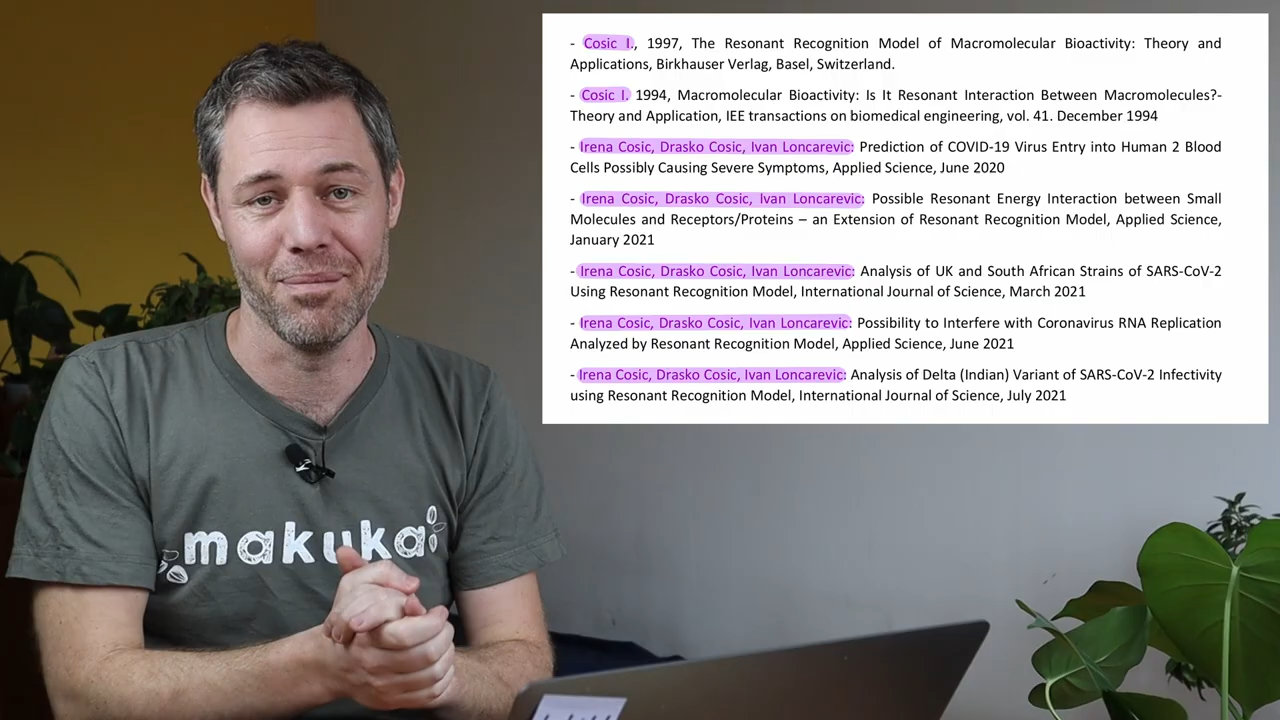 - Cosic I., 1997, The Resonant Recognition Model of Macromolecular Bioactivity: Theory and
Applications, Birkhauser Verlag, Basel, Switzerland.
- Cosic I. 1994, Macromolecular Bioactivity: Is It Resonant Interaction Between Macromolecules?-
Theory and Application, IEE transactions on biomedical engineering, vol. 41. December 1994
- Irena Cosic, Drasko Cosic, Ivan Loncarevic: Prediction of COVID-19 Virus Entry into Human 2 Blood
Cells Possibly Causing Severe Symptoms, Applied Science, June 2020
- Irena Cosic, Drasko Cosic, Ivan Loncarevic: Possible Resonant Energy Interaction between Small
Molecules and Receptors/Proteins – an Extension of Resonant Recognition Model, Applied Science,
January 2021
- Irena Cosic, Drasko Cosic, Ivan Loncarevic: Analysis of UK and South African Strains of SARS-CoV-2
Using Resonant Recognition Model, International Journal of Science, March 2021
- Irena Cosic, Drasko Cosic, Ivan Loncarevic: Possibility to Interfere with Coronavirus RNA Replication
Analyzed by Resonant Recognition Model, Applied Science, June 2021
- Irena Cosic, Drasko Cosic, Ivan Loncarevic: Analysis of Delta (Indian) Variant of SARS-CoV-2 Infectivity
using Resonant Recognition Model, International Journal of Science, July 2021
makuka